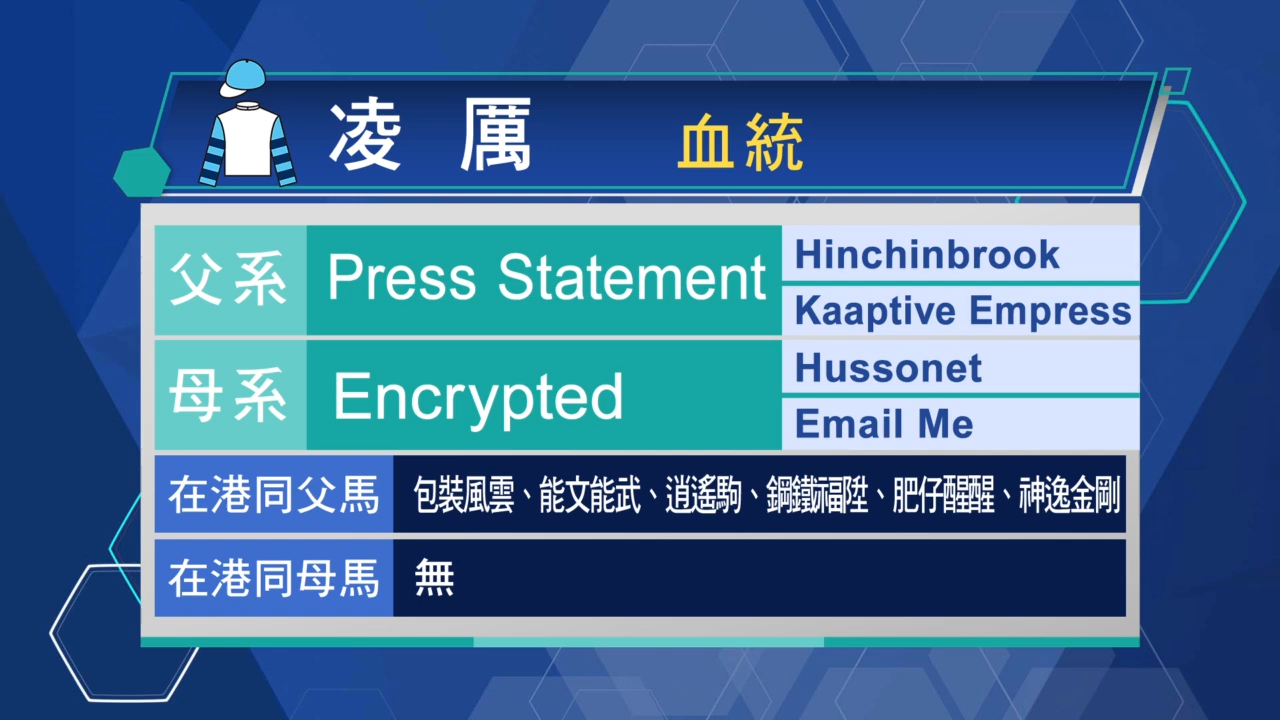 凌厲 血統
父系 Press Statement
Hinchinbrook
Kaaptive Empress
母系 Encrypted
Hussonet
Email Me
在港同父馬 包裝風雲、能文能武、逍遙駒、鋼鐵福陞、肥仔醒醒、神逸金剛
在港同母馬 無